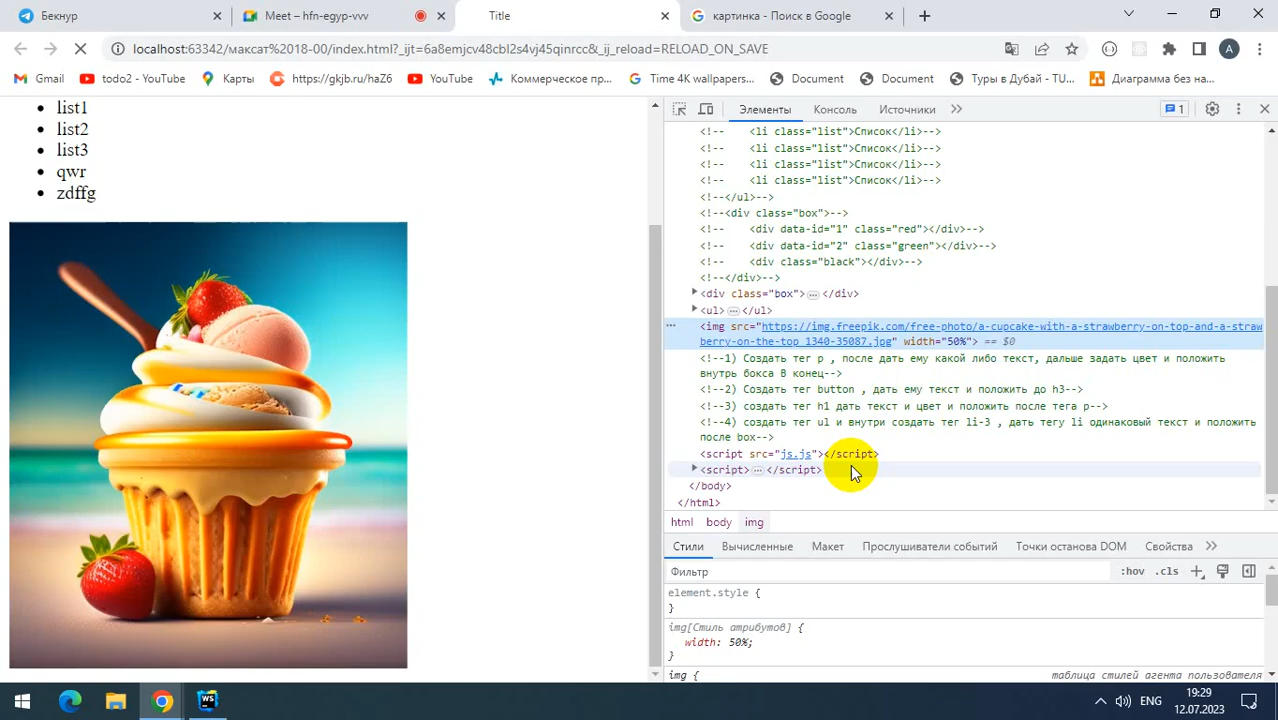 Бекнур
Meet – hfn-egyp-vvv
Title
картинка - Поиск в Google
localhost:63342/максат%2018-00/index.html?_ijt=6a8emjcv48cbl2s4vj45qinrcc&_ij_reload=RELOAD_ON_SAVE
A
Gmail
todo2 - YouTube
Карты
https://gkjb.ru/haZ6
YouTube
Коммерческое пр...
Time 4K wallpapers...
Document
Document
Туры в Дубай - TU...
Диаграмма без на...
list1
list2
list3
qwr
zdffg
Элементы
Консоль
Источники
1
<!--    <li class="list">Список</li>-->
<!--    <li class="list">Список</li>-->
<!--    <li class="list">Список</li>-->
<!--    <li class="list">Список</li>-->
<!--</ul>-->
<!--<div class="box">-->
<!--    <div data-id="1" class="red"></div>-->
<!--    <div data-id="2" class="green"></div>-->
<!--    <div class="black"></div>-->
<!--</div>-->
<div class="box"> … </div>
<ul> … </ul>
<img src="https://img.freepik.com/free-photo/a-cupcake-with-a-strawberry-on-top-and-a-straw
berry-on-the-top_1340-35087.jpg" width="50%"> == $0
<!--1) Создать тег p , после дать ему какой либо текст, дальше задать цвет и положить
внутрь бокса В конец-->
<!--2) Создать тег button , дать ему текст и положить до h3-->
<!--3) создать тег h1 дать текст и цвет и положить после тега p-->
<!--4) создать тег ul и внутри создать тег li-3 , дать тегу li одинаковый текст и положить
после box-->
<script src="js.js"></script>
<script> … </script>
</body>
</html>
html body img
Стили
Вычисленные
Макет
Прослушиватели событий
Точки останова DOM
Свойства
Фильтр
:hov .cls
element.style {
}
img[Стиль атрибутов] {
width: 50%;
}
img {
таблица стилей агента пользователя
WS
ENG
19:29
12.07.2023